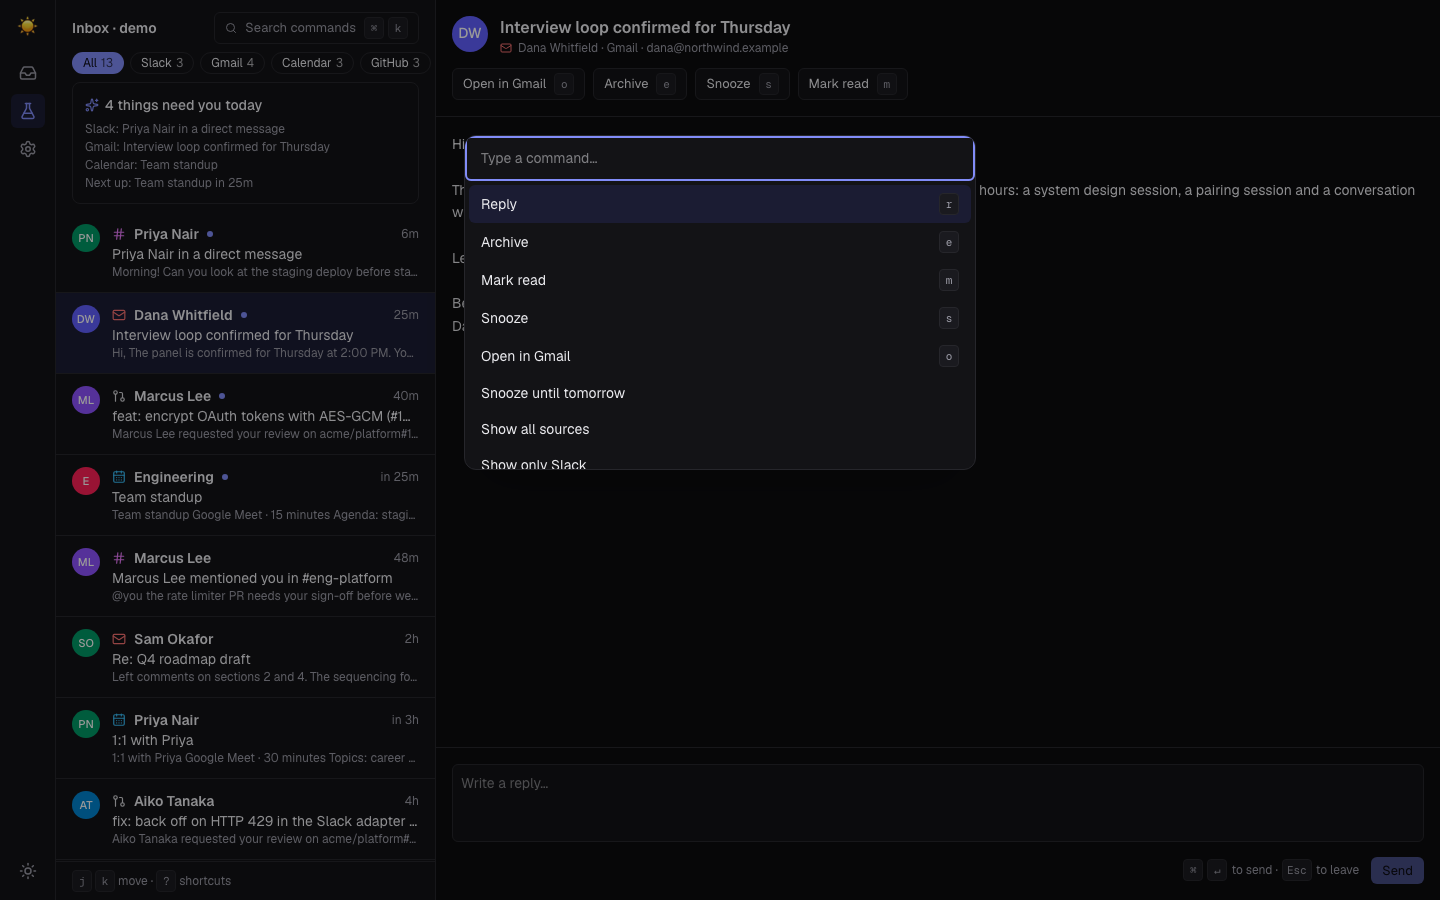 Inbox · demo
Search commands ⌘ k
All 13 Slack 3 Gmail 4 Calendar 3 GitHub 3
4 things need you today
Slack: Priya Nair in a direct message
Gmail: Interview loop confirmed for Thursday
Calendar: Team standup
Next up: Team standup in 25m
PN Priya Nair 6m
Priya Nair in a direct message
Morning! Can you look at the staging deploy before sta…
DW Dana Whitfield 25m
Interview loop confirmed for Thursday
Hi, The panel is confirmed for Thursday at 2:00 PM. Yo…
ML Marcus Lee 40m
feat: encrypt OAuth tokens with AES-GCM (#1…
Marcus Lee requested your review on acme/platform#1…
E Engineering in 25m
Team standup
Team standup Google Meet · 15 minutes Agenda: stagi…
ML Marcus Lee 48m
Marcus Lee mentioned you in #eng-platform
@you the rate limiter PR needs your sign-off before we…
SO Sam Okafor 2h
Re: Q4 roadmap draft
Left comments on sections 2 and 4. The sequencing fo…
PN Priya Nair in 3h
1:1 with Priya
1:1 with Priya Google Meet · 30 minutes Topics: career …
AT Aiko Tanaka 4h
fix: back off on HTTP 429 in the Slack adapter …
Aiko Tanaka requested your review on acme/platform#…
j k move · ? shortcuts
DW Interview loop confirmed for Thursday
Dana Whitfield · Gmail · dana@northwind.example
Open in Gmail o Archive e Snooze s Mark read m
Hi
Type a command…
Th hours: a system design session, a pairing session and a conversation
w
Le
Be
Da
Reply r
Archive e
Mark read m
Snooze s
Open in Gmail o
Snooze until tomorrow
Show all sources
Show only Slack
Write a reply…
⌘ ↵ to send · Esc to leave Send